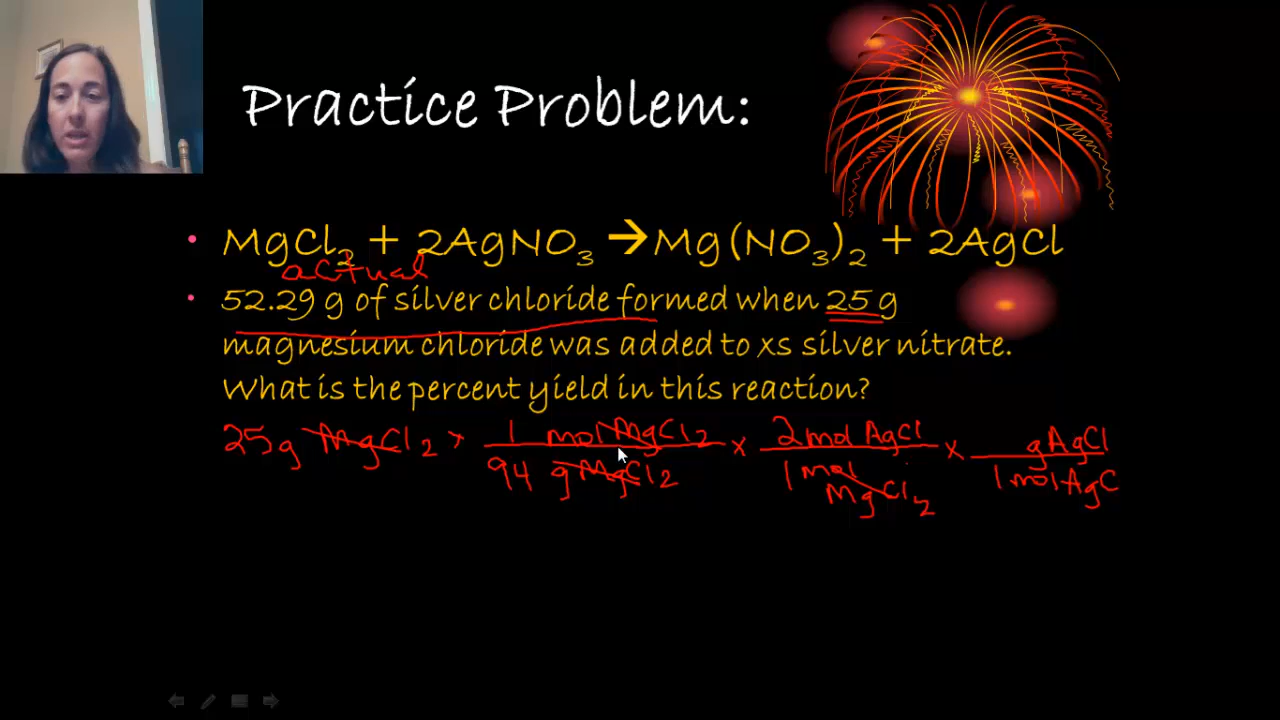 Practice Problem:
• MgCl₂ + 2AgNO₃ →Mg(NO₃)₂ + 2AgCl
actual
• 52.29 g of silver chloride formed when 25 g
magnesium chloride was added to xs silver nitrate.
What is the percent yield in this reaction?
25g MgCl₂ × 1 mol MgCl₂ × 2 mol AgCl × g AgCl
94 g MgCl₂ 1 mol MgCl₂ 1 mol AgC